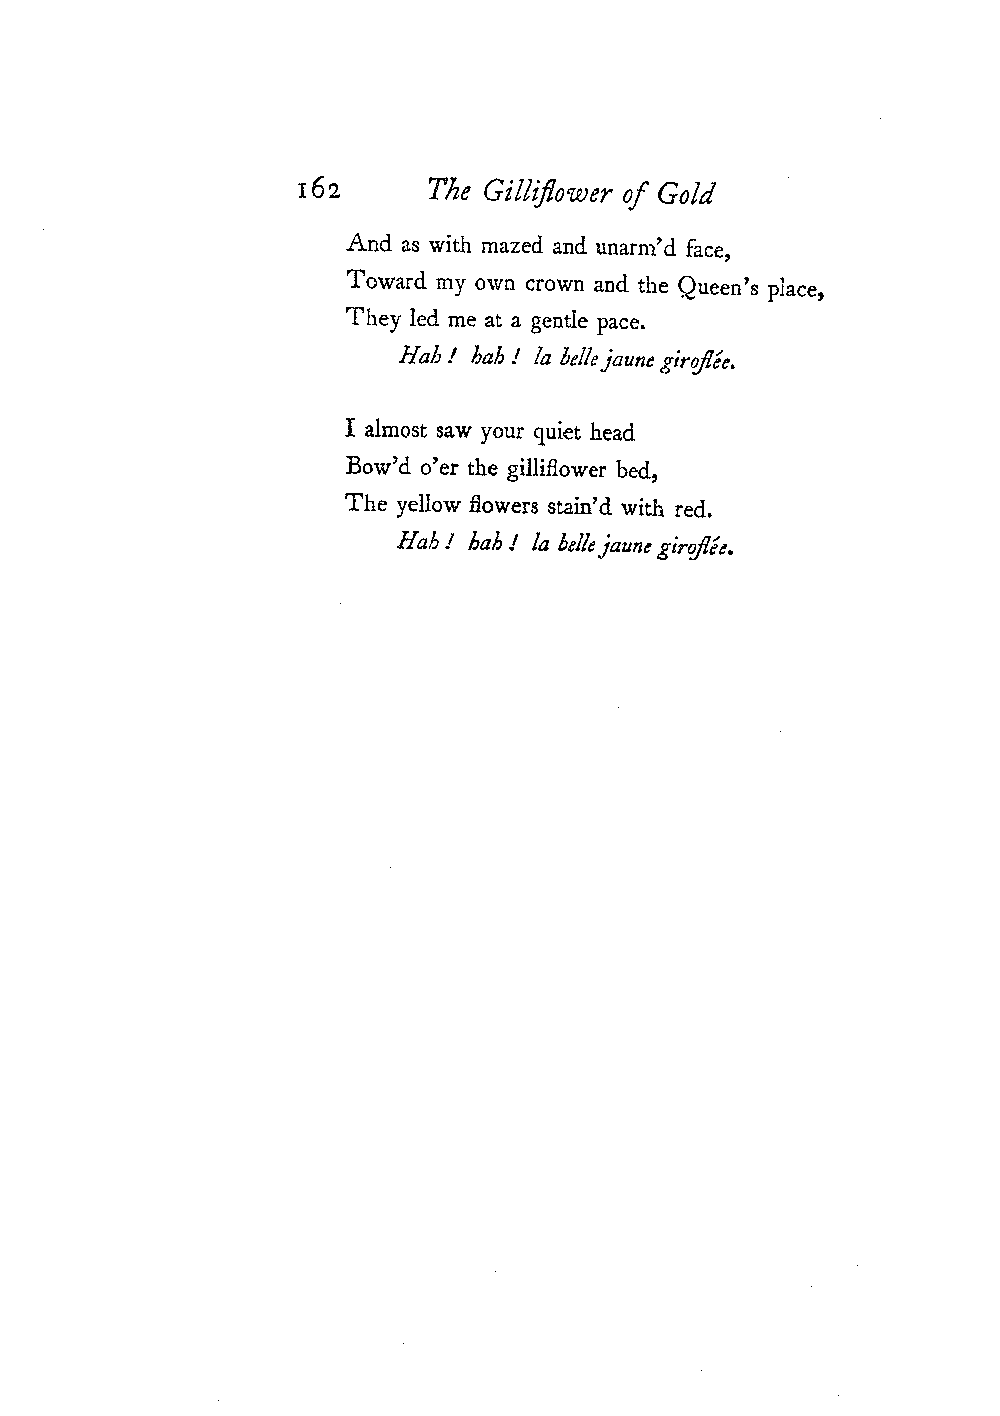 162 The Gilliflower of Gold
And as with mazed and unarm'd face,
Toward my own crown and the Queen's place,
They led me at a gentle pace.
Hah ! hah ! la belle jaune giroflée.
I almost saw your quiet head
Bow'd o'er the gilliflower bed,
The yellow flowers stain'd with red.
Hah ! hah ! la belle jaune giroflée.